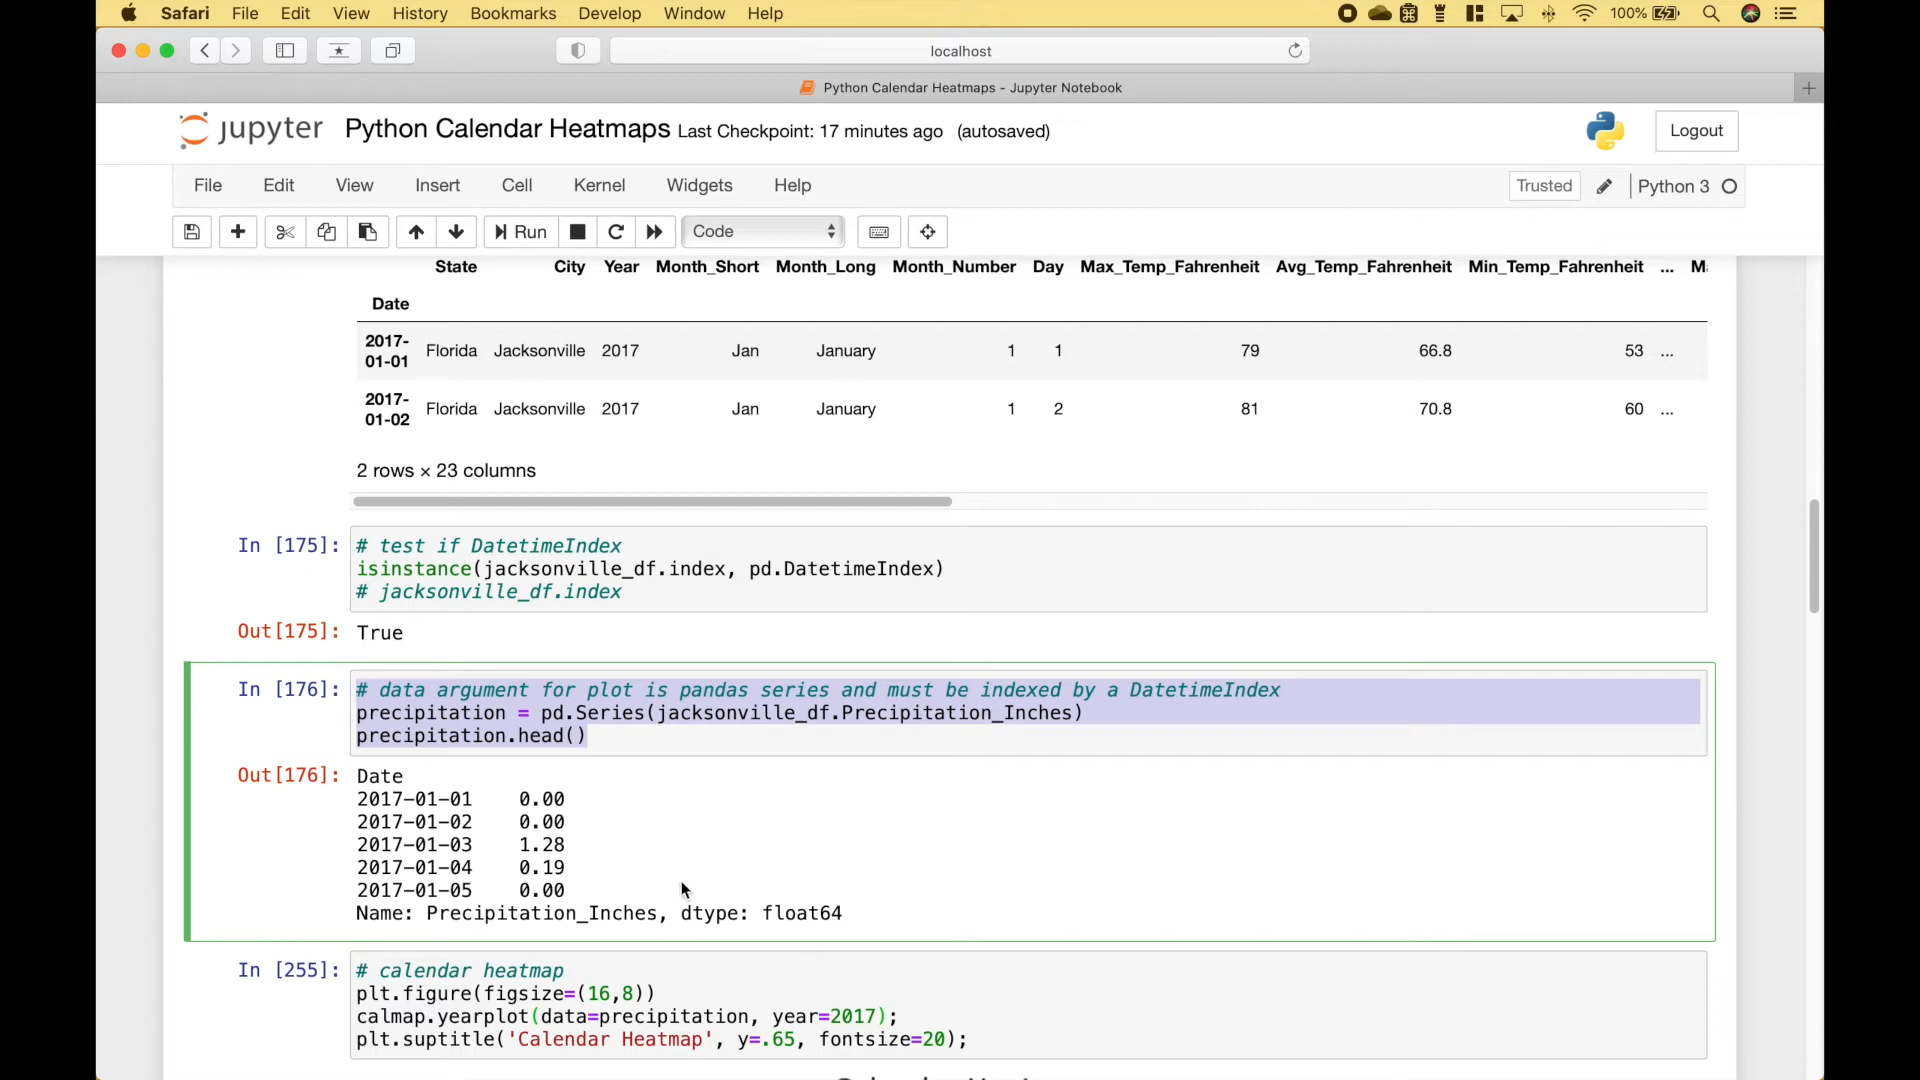 Safari File Edit View History Bookmarks Develop Window Help 100%
localhost
Python Calendar Heatmaps - Jupyter Notebook
jupyter Python Calendar Heatmaps Last Checkpoint: 17 minutes ago (autosaved) Logout
File Edit View Insert Cell Kernel Widgets Help Trusted Python 3
Run Code
State City Year Month_Short Month_Long Month_Number Day Max_Temp_Fahrenheit Avg_Temp_Fahrenheit Min_Temp_Fahrenheit ...
Date
2017-01-01 Florida Jacksonville 2017 Jan January 1 1 79 66.8 53 ...
2017-01-02 Florida Jacksonville 2017 Jan January 1 2 81 70.8 60 ...
2 rows × 23 columns
In [175]: # test if DatetimeIndex
isinstance(jacksonville_df.index, pd.DatetimeIndex)
# jacksonville_df.index
Out[175]: True
In [176]: # data argument for plot is pandas series and must be indexed by a DatetimeIndex
precipitation = pd.Series(jacksonville_df.Precipitation_Inches)
precipitation.head()
Out[176]: Date
2017-01-01 0.00
2017-01-02 0.00
2017-01-03 1.28
2017-01-04 0.19
2017-01-05 0.00
Name: Precipitation_Inches, dtype: float64
In [255]: # calendar heatmap
plt.figure(figsize=(16,8))
calmap.yearplot(data=precipitation, year=2017);
plt.suptitle('Calendar Heatmap', y=.65, fontsize=20);